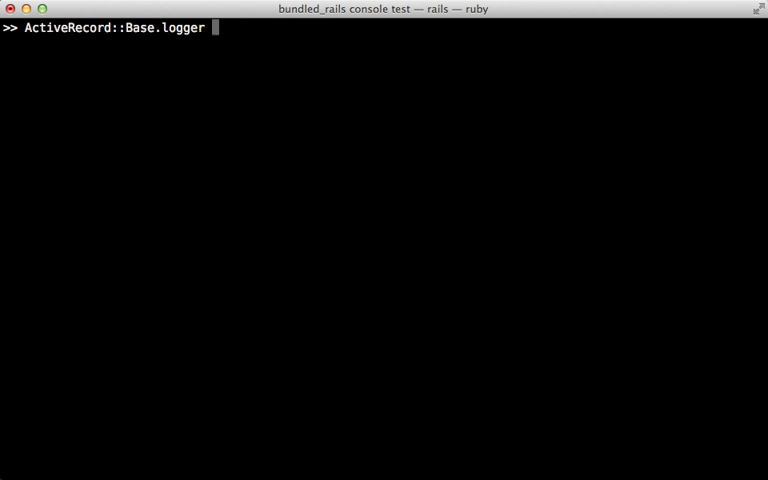 bundled_rails console test — rails — ruby
>> ActiveRecord::Base.logger